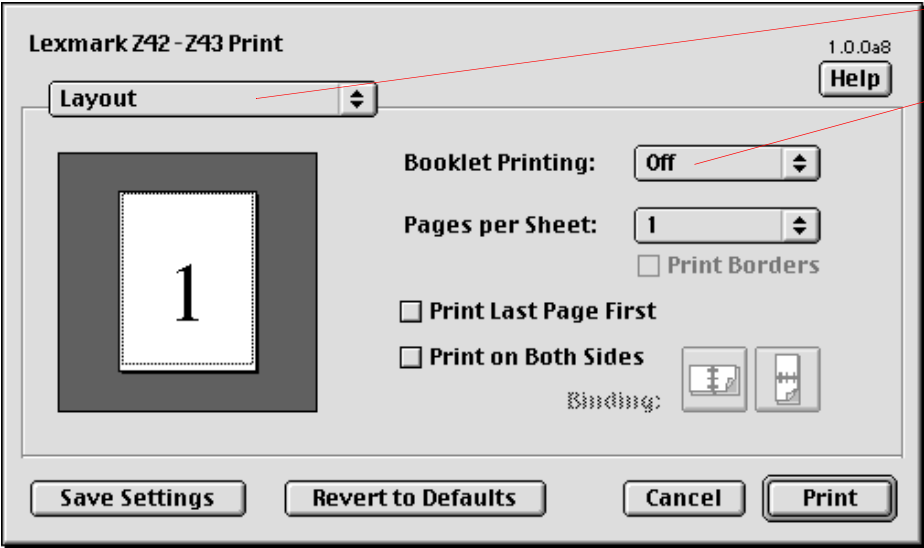 Lexmark Z42 - Z43 Print
1.0.0a8
Help
Layout
Booklet Printing: Off
Pages per Sheet: 1
Print Borders
1
Print Last Page First
Print on Both Sides
Binding:
Save Settings
Revert to Defaults
Cancel
Print